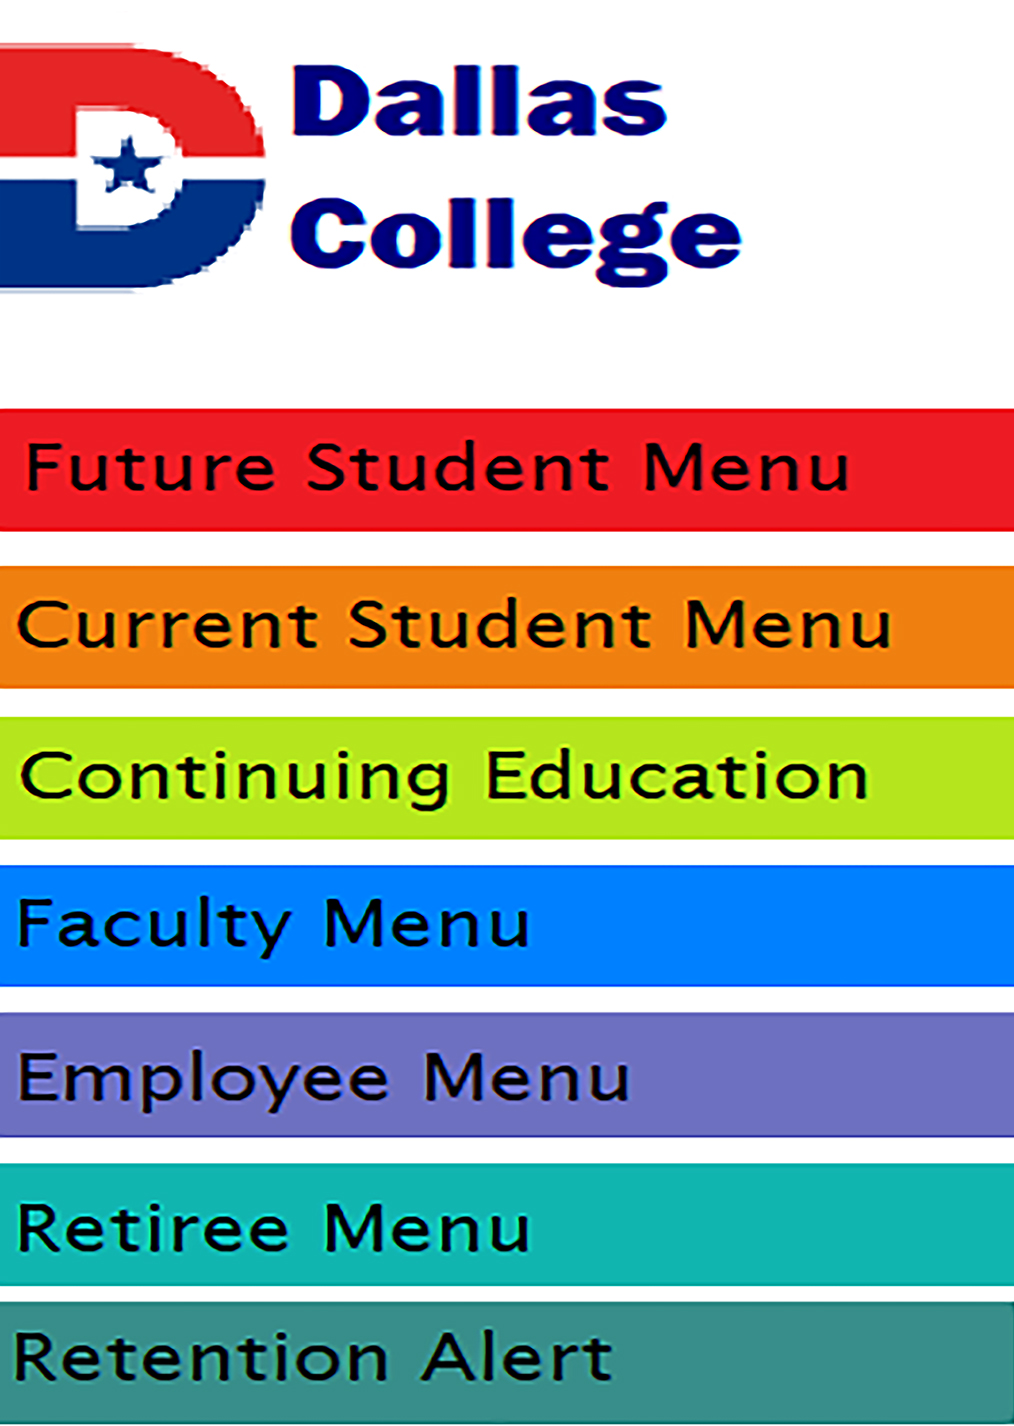 Dallas
College
Future Student Menu
Current Student Menu
Continuing Education
Faculty Menu
Employee Menu
Retiree Menu
Retention Alert